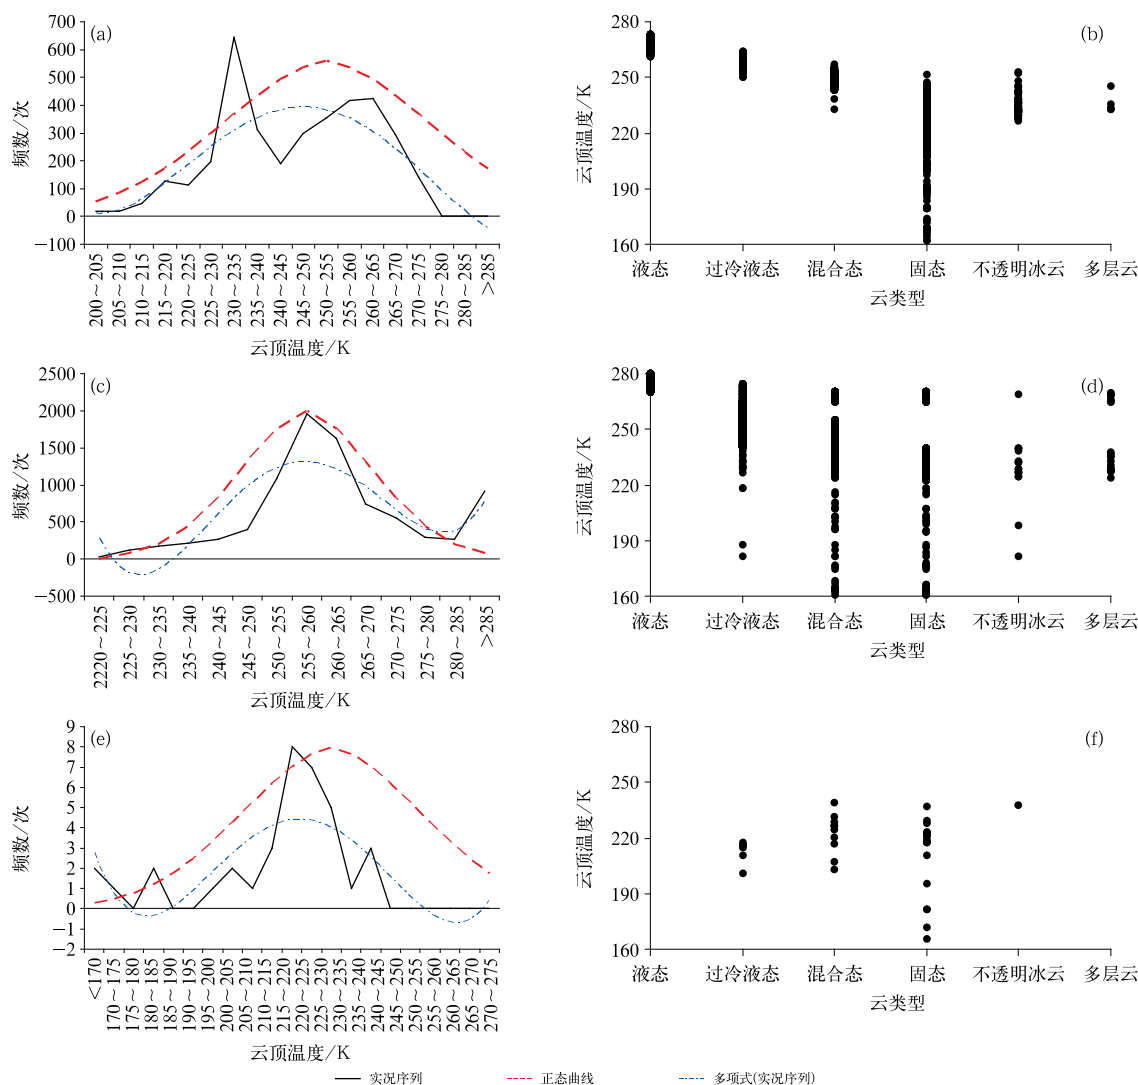 (a)
700
600
500
400
300
200
100
0
−100
频数/次
200~205
205~210
210~215
215~220
220~225
225~230
230~235
235~240
240~245
245~250
250~255
255~260
260~265
265~270
270~275
275~280
280~285
>285
云顶温度/K
(b)
280
250
220
190
160
云顶温度/K
液态
过冷液态
混合态
固态
不透明冰云
多层云
云类型
(c)
2500
2000
1500
1000
500
0
−500
频数/次
2220~225
225~230
230~235
235~240
240~245
245~250
250~255
255~260
260~265
265~270
270~275
275~280
280~285
>285
云顶温度/K
(d)
280
250
220
190
160
云顶温度/K
液态
过冷液态
混合态
固态
不透明冰云
多层云
云类型
(e)
9
8
7
6
5
4
3
2
1
0
−1
−2
频数/次
<170
170~175
175~180
180~185
185~190
190~195
195~200
200~205
205~210
210~215
215~220
220~225
225~230
230~235
235~240
240~245
245~250
250~255
255~260
260~265
265~270
270~275
云顶温度/K
(f)
280
250
220
190
160
云顶温度/K
液态
过冷液态
混合态
固态
不透明冰云
多层云
云类型
实况序列
正态曲线
多项式(实况序列)